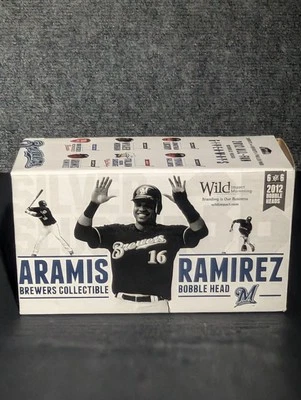 Wild
Branding is Our Business
6 OF 6
2012
BOBBLE
HEADS
Brewers
16
ARAMIS
RAMIREZ
BREWERS COLLECTIBLE
BOBBLE HEAD
M